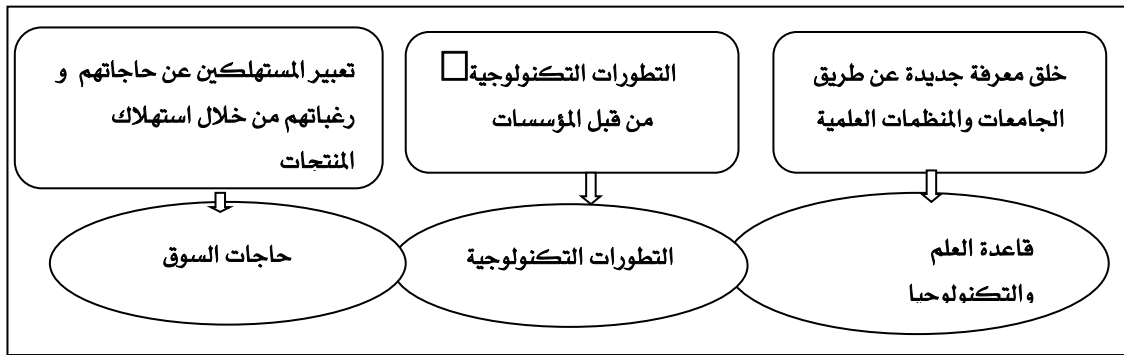 خلق معرفة جديدة عن طريق
الجامعات والمنظمات العلمية
التطورات التكنولوجية
من قبل المؤسسات
تعبير المستهلكين عن حاجاتهم و
رغباتهم من خلال استهلاك
المنتجات
قاعدة العلم
والتكنولوجيا
التطورات التكنولوجية
حاجات السوق